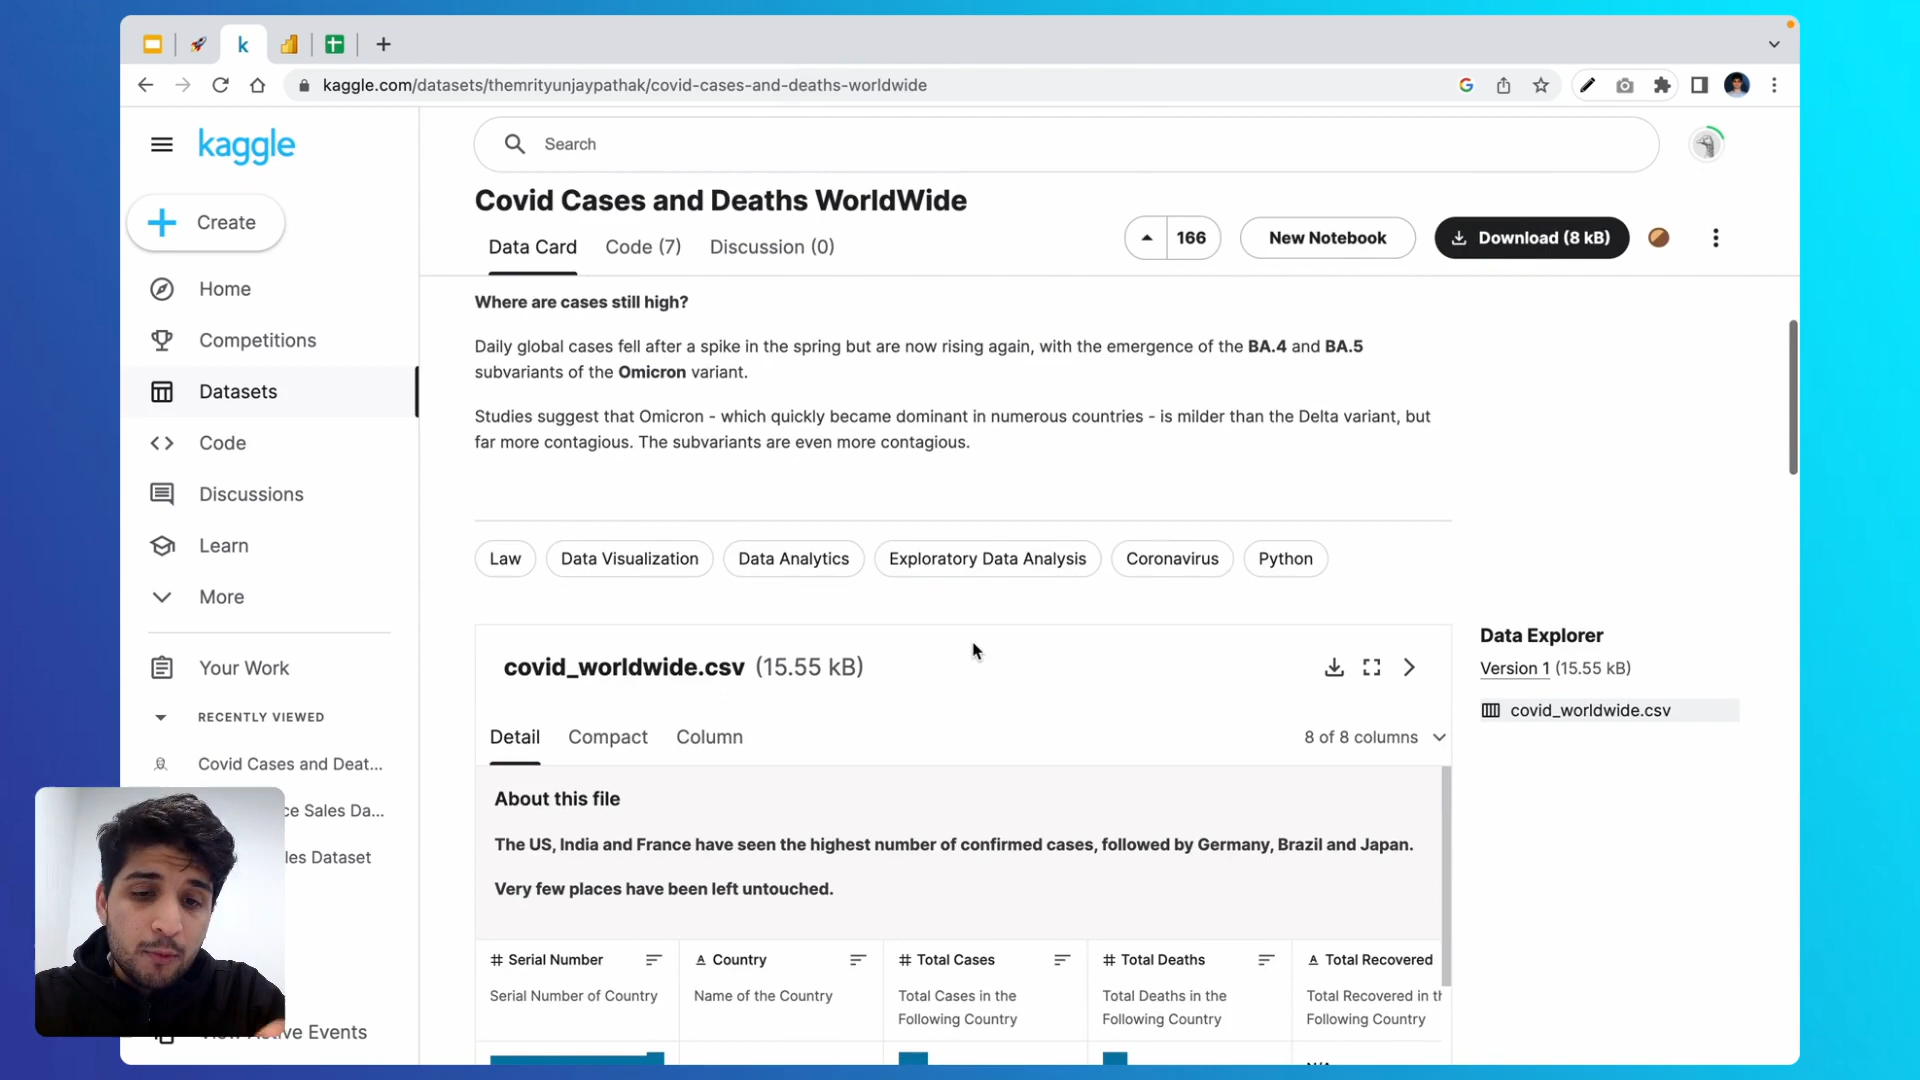 k
kaggle.com/datasets/themrityunjaypathak/covid-cases-and-deaths-worldwide
kaggle
Search
Create
Home
Competitions
Datasets
Code
Discussions
Learn
More
Your Work
RECENTLY VIEWED
Covid Cases and Deat...
ce Sales Da...
les Dataset
Active Events
Covid Cases and Deaths WorldWide
Data Card Code (7) Discussion (0)
166 New Notebook Download (8 kB)
Where are cases still high?
Daily global cases fell after a spike in the spring but are now rising again, with the emergence of the BA.4 and BA.5
subvariants of the Omicron variant.
Studies suggest that Omicron - which quickly became dominant in numerous countries - is milder than the Delta variant, but
far more contagious. The subvariants are even more contagious.
Law Data Visualization Data Analytics Exploratory Data Analysis Coronavirus Python
covid_worldwide.csv (15.55 kB)
Detail Compact Column 8 of 8 columns
About this file
The US, India and France have seen the highest number of confirmed cases, followed by Germany, Brazil and Japan.
Very few places have been left untouched.
# Serial Number A Country # Total Cases # Total Deaths A Total Recovered
Serial Number of Country Name of the Country Total Cases in the Total Deaths in the Total Recovered in th
Following Country Following Country Following Country
Data Explorer
Version 1 (15.55 kB)
covid_worldwide.csv